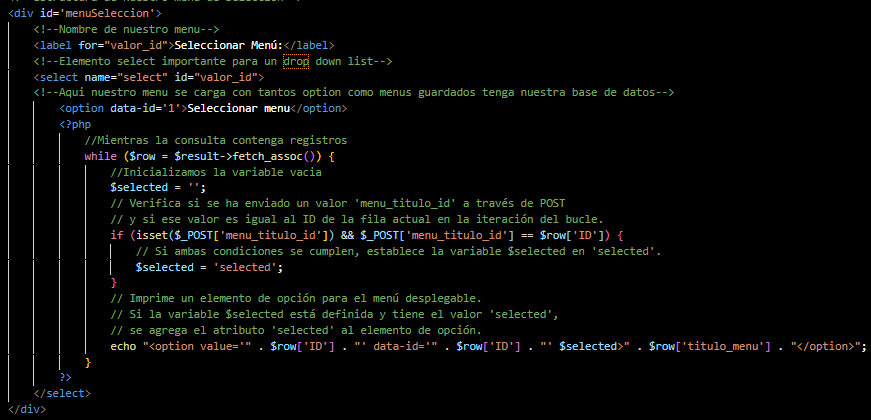 <div id='menuSeleccion'>
<!--Nombre de nuestro menu-->
<label for="valor_id">Seleccionar Menú:</label>
<!--Elemento select importante para un drop down list-->
<select name="select" id="valor_id">
<!--Aqui nuestro menu se carga con tantos option como menus guardados tenga nuestra base de datos-->
<option data-id='1'>Seleccionar menu</option>
<?php
//Mientras la consulta contenga registros
while ($row = $result->fetch_assoc()) {
//Inicializamos la variable vacia
$selected = '';
// Verifica si se ha enviado un valor 'menu_titulo_id' a través de POST
// y si ese valor es igual al ID de la fila actual en la iteración del bucle.
if (isset($_POST['menu_titulo_id']) && $_POST['menu_titulo_id'] == $row['ID']) {
// Si ambas condiciones se cumplen, establece la variable $selected en 'selected'.
$selected = 'selected';
}
// Imprime un elemento de opción para el menú desplegable.
// Si la variable $selected está definida y tiene el valor 'selected',
// se agrega el atributo 'selected' al elemento de opción.
echo "<option value='" . $row['ID'] . "' data-id='" . $row['ID'] . "' $selected>" . $row['titulo_menu'] . "</option>";
}
?>
</select>
</div>